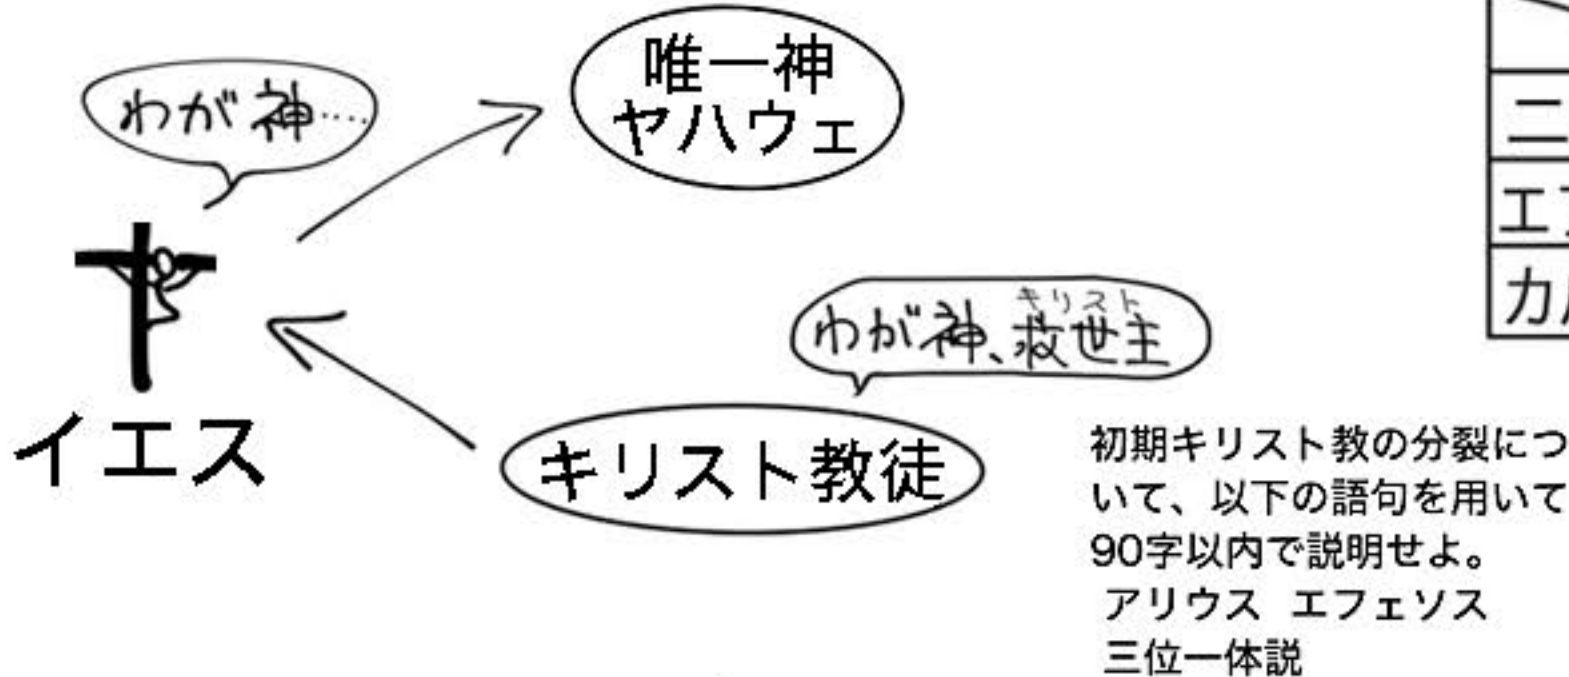 唯一神
ヤハウェ
わが神……
イエス
わが神、救世主
キリスト
キリスト教徒
初期キリスト教の分裂につ
いて、以下の語句を用いて
90字以内で説明せよ。
アリウス エフェソス
三位一体説
ニ
エ
カ